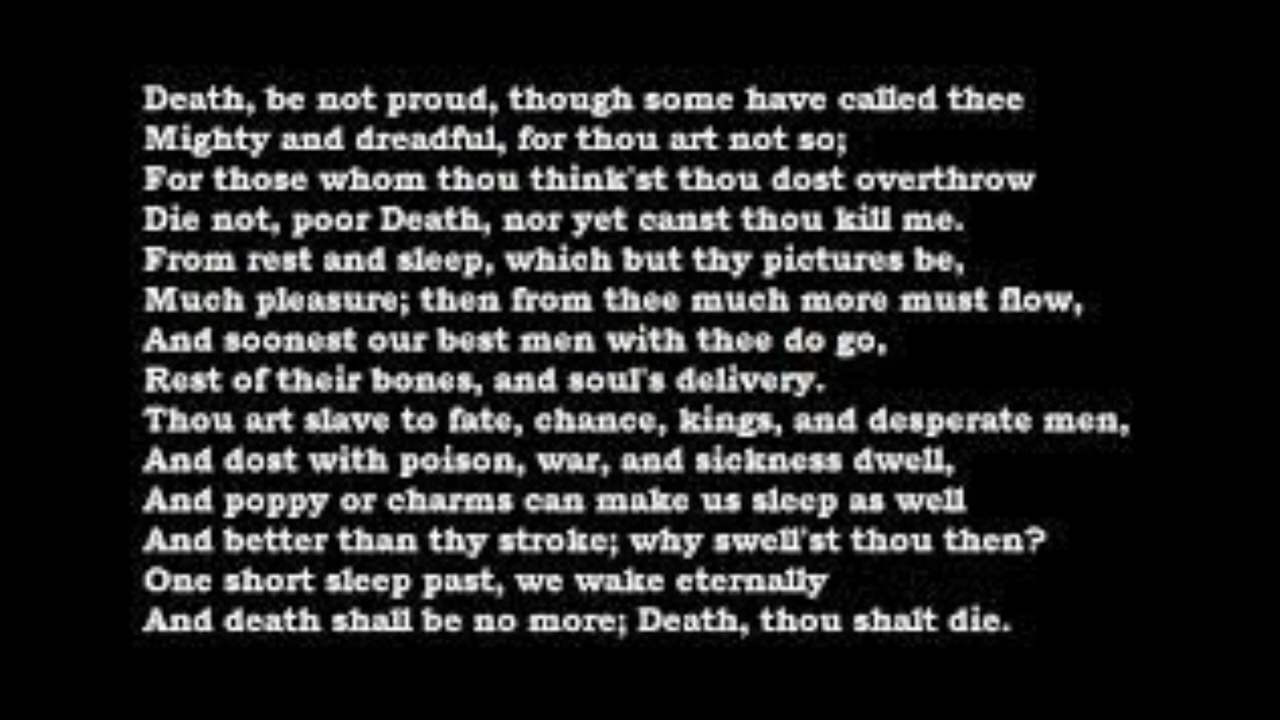 Death, be not proud, though some have called thee
Mighty and dreadful, for thou art not so;
For those whom thou think'st thou dost overthrow
Die not, poor Death, nor yet canst thou kill me.
From rest and sleep, which but thy pictures be,
Much pleasure; then from thee much more must flow,
And soonest our best men with thee do go,
Rest of their bones, and soul's delivery.
Thou art slave to fate, chance, kings, and desperate men,
And dost with poison, war, and sickness dwell,
And poppy or charms can make us sleep as well
And better than thy stroke; why swell'st thou then?
One short sleep past, we wake eternally
And death shall be no more; Death, thou shalt die.